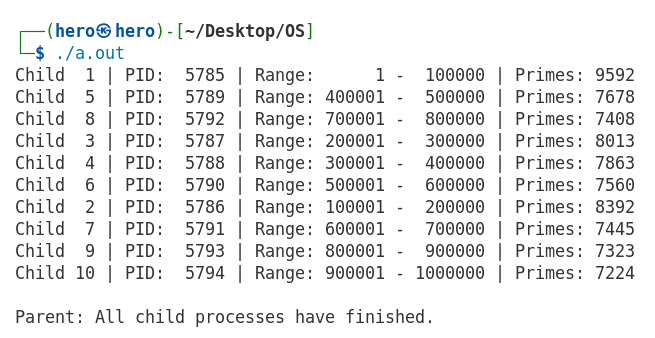 ┌──(hero㉿hero)-[~/Desktop/OS]
└─$ ./a.out
Child  1 | PID:  5785 | Range:      1 -  100000 | Primes: 9592
Child  5 | PID:  5789 | Range: 400001 -  500000 | Primes: 7678
Child  8 | PID:  5792 | Range: 700001 -  800000 | Primes: 7408
Child  3 | PID:  5787 | Range: 200001 -  300000 | Primes: 8013
Child  4 | PID:  5788 | Range: 300001 -  400000 | Primes: 7863
Child  6 | PID:  5790 | Range: 500001 -  600000 | Primes: 7560
Child  2 | PID:  5786 | Range: 100001 -  200000 | Primes: 8392
Child  7 | PID:  5791 | Range: 600001 -  700000 | Primes: 7445
Child  9 | PID:  5793 | Range: 800001 -  900000 | Primes: 7323
Child 10 | PID:  5794 | Range: 900001 - 1000000 | Primes: 7224
Parent: All child processes have finished.